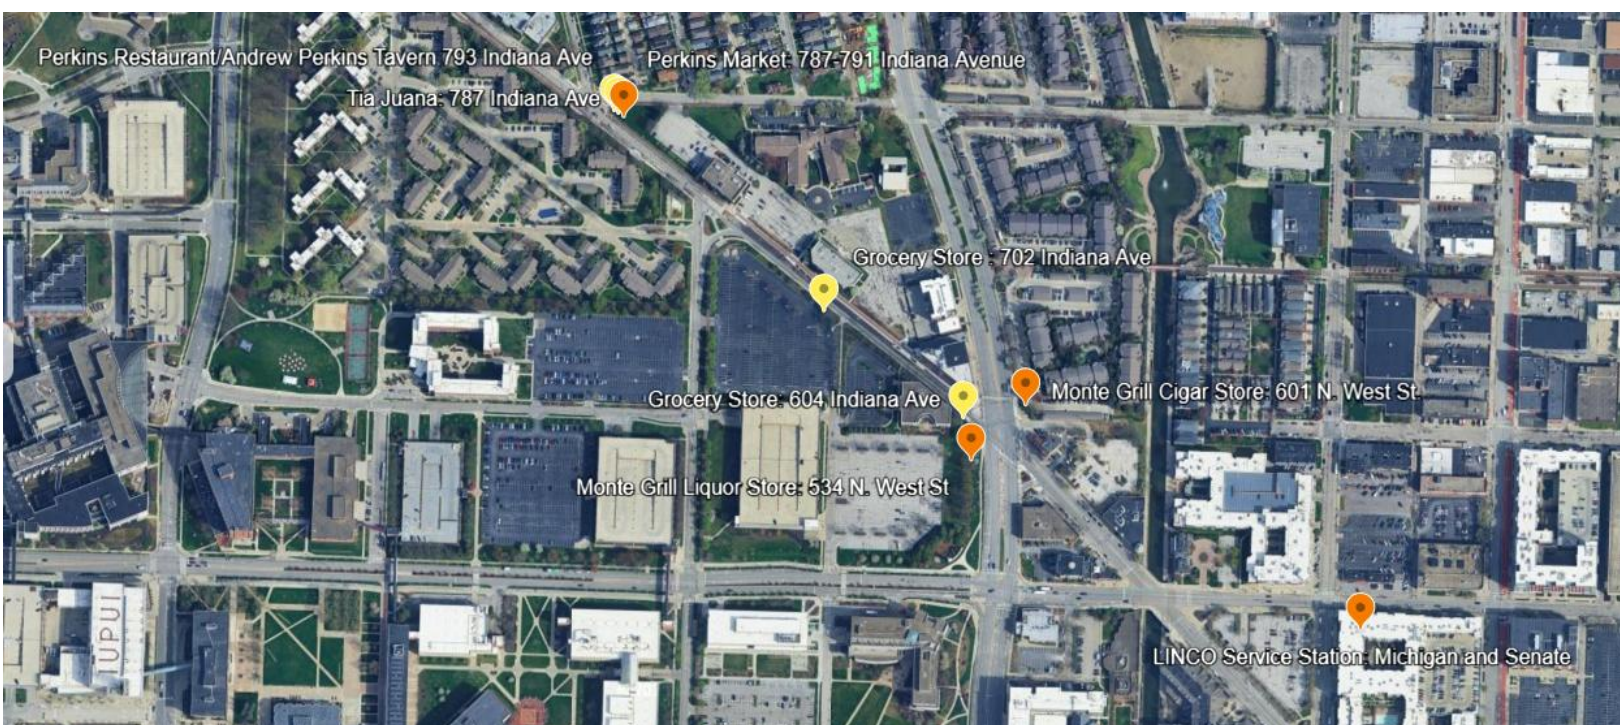 Perkins Restaurant/Andrew Perkins Tavern 793 Indiana Ave
Perkins Market: 787-791 Indiana Avenue
Tia Juana: 787 Indiana Ave
Grocery Store : 702 Indiana Ave
Grocery Store: 604 Indiana Ave
Monte Grill Cigar Store: 601 N. West St.
Monte Grill Liquor Store: 534 N. West St
IUPUI
LINCO Service Station: Michigan and Senate